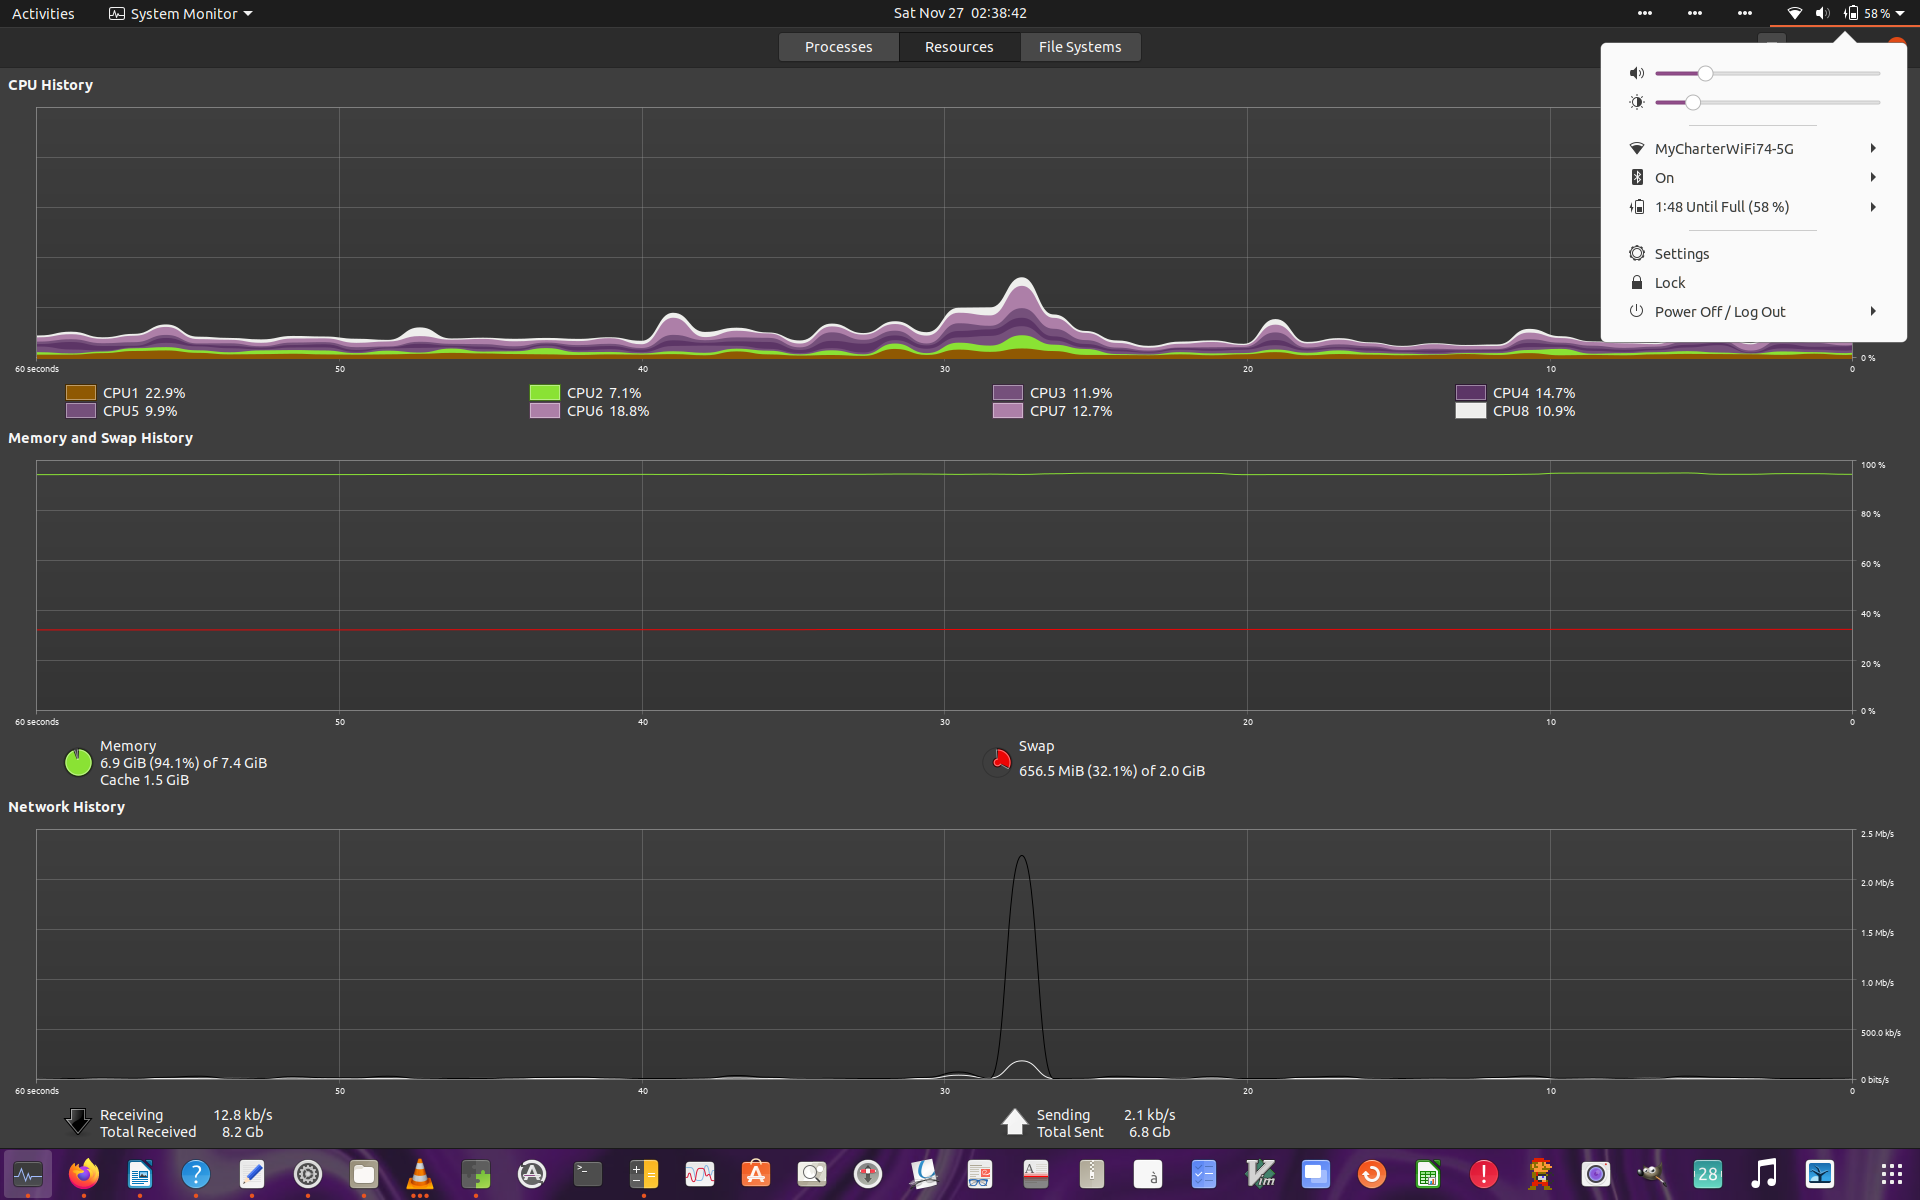 Activities
System Monitor
Sat Nov 27  02:38:42
58 %
Processes
Resources
File Systems
MyCharterWiFi74-5G
On
1:48 Until Full (58 %)
Settings
Lock
Power Off / Log Out
CPU History
0 %
60 seconds 50 40 30 20 10 0
CPU1 22.9% CPU2 7.1% CPU3 11.9% CPU4 14.7%
CPU5 9.9% CPU6 18.8% CPU7 12.7% CPU8 10.9%
Memory and Swap History
100 %
80 %
60 %
40 %
20 %
0 %
60 seconds 50 40 30 20 10 0
Memory
6.9 GiB (94.1%) of 7.4 GiB
Cache 1.5 GiB
Swap
656.5 MiB (32.1%) of 2.0 GiB
Network History
2.5 Mb/s
2.0 Mb/s
1.5 Mb/s
1.0 Mb/s
500.0 kb/s
0 bits/s
60 seconds 50 40 30 20 10 0
Receiving 12.8 kb/s
Total Received 8.2 Gb
Sending 2.1 kb/s
Total Sent 6.8 Gb
?
>_
A
à
Vim
!
28